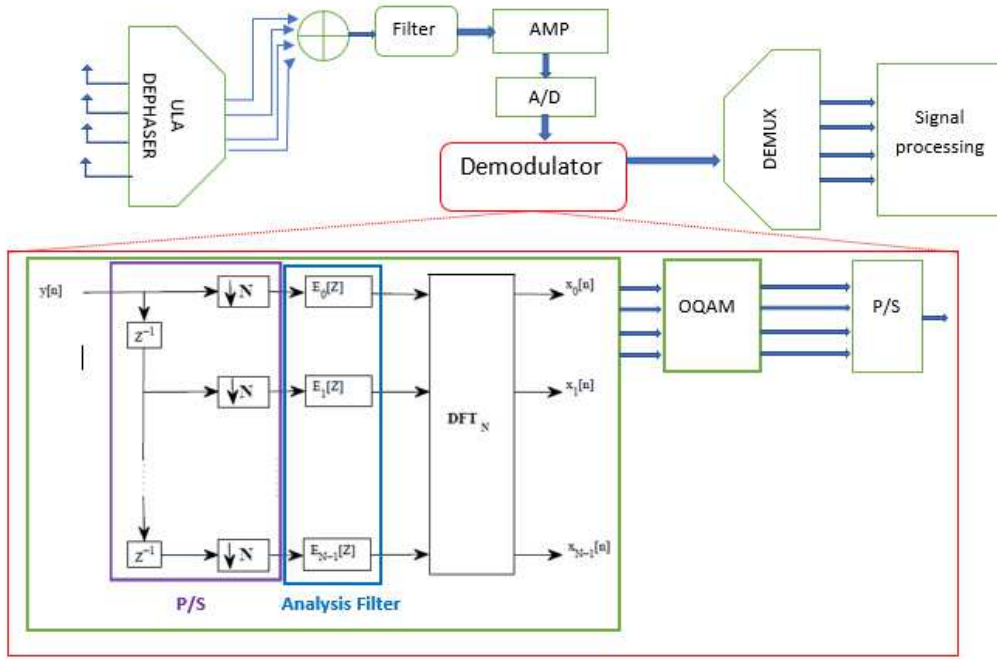 ULA
DEPHASER
Filter
AMP
A/D
Demodulator
DEMUX
Signal
processing
y[n]
Z⁻¹
↓N
E₀[Z]
x₀[n]
↓N
E₁[Z]
x₁[n]
DFT_N
Z⁻¹
↓N
E_{N−1}[Z]
x_{N−1}[n]
P/S
Analysis Filter
OQAM
P/S